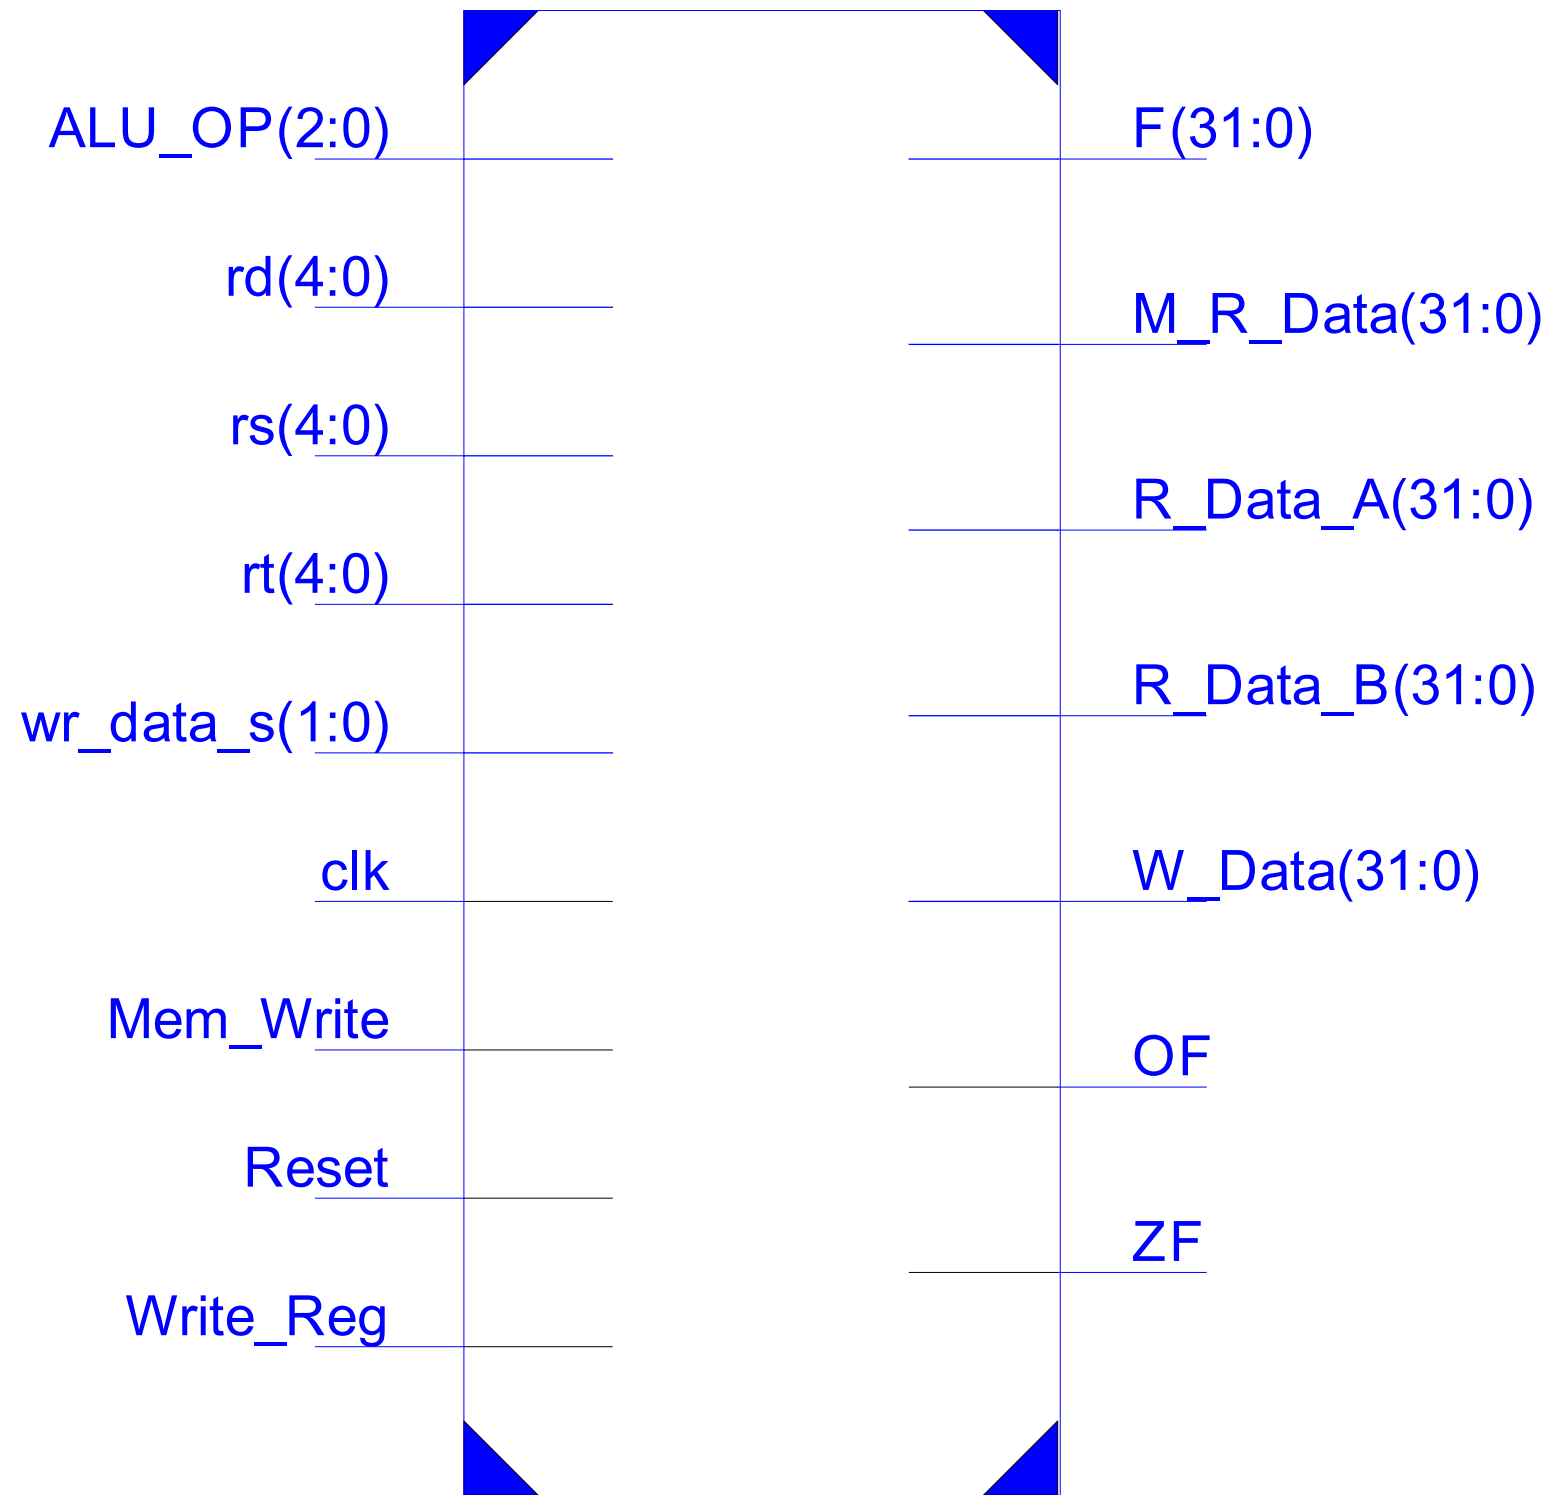 ALU_OP(2:0)
rd(4:0)
rs(4:0)
rt(4:0)
wr_data_s(1:0)
clk
Mem_Write
Reset
Write_Reg
F(31:0)
M_R_Data(31:0)
R_Data_A(31:0)
R_Data_B(31:0)
W_Data(31:0)
OF
ZF